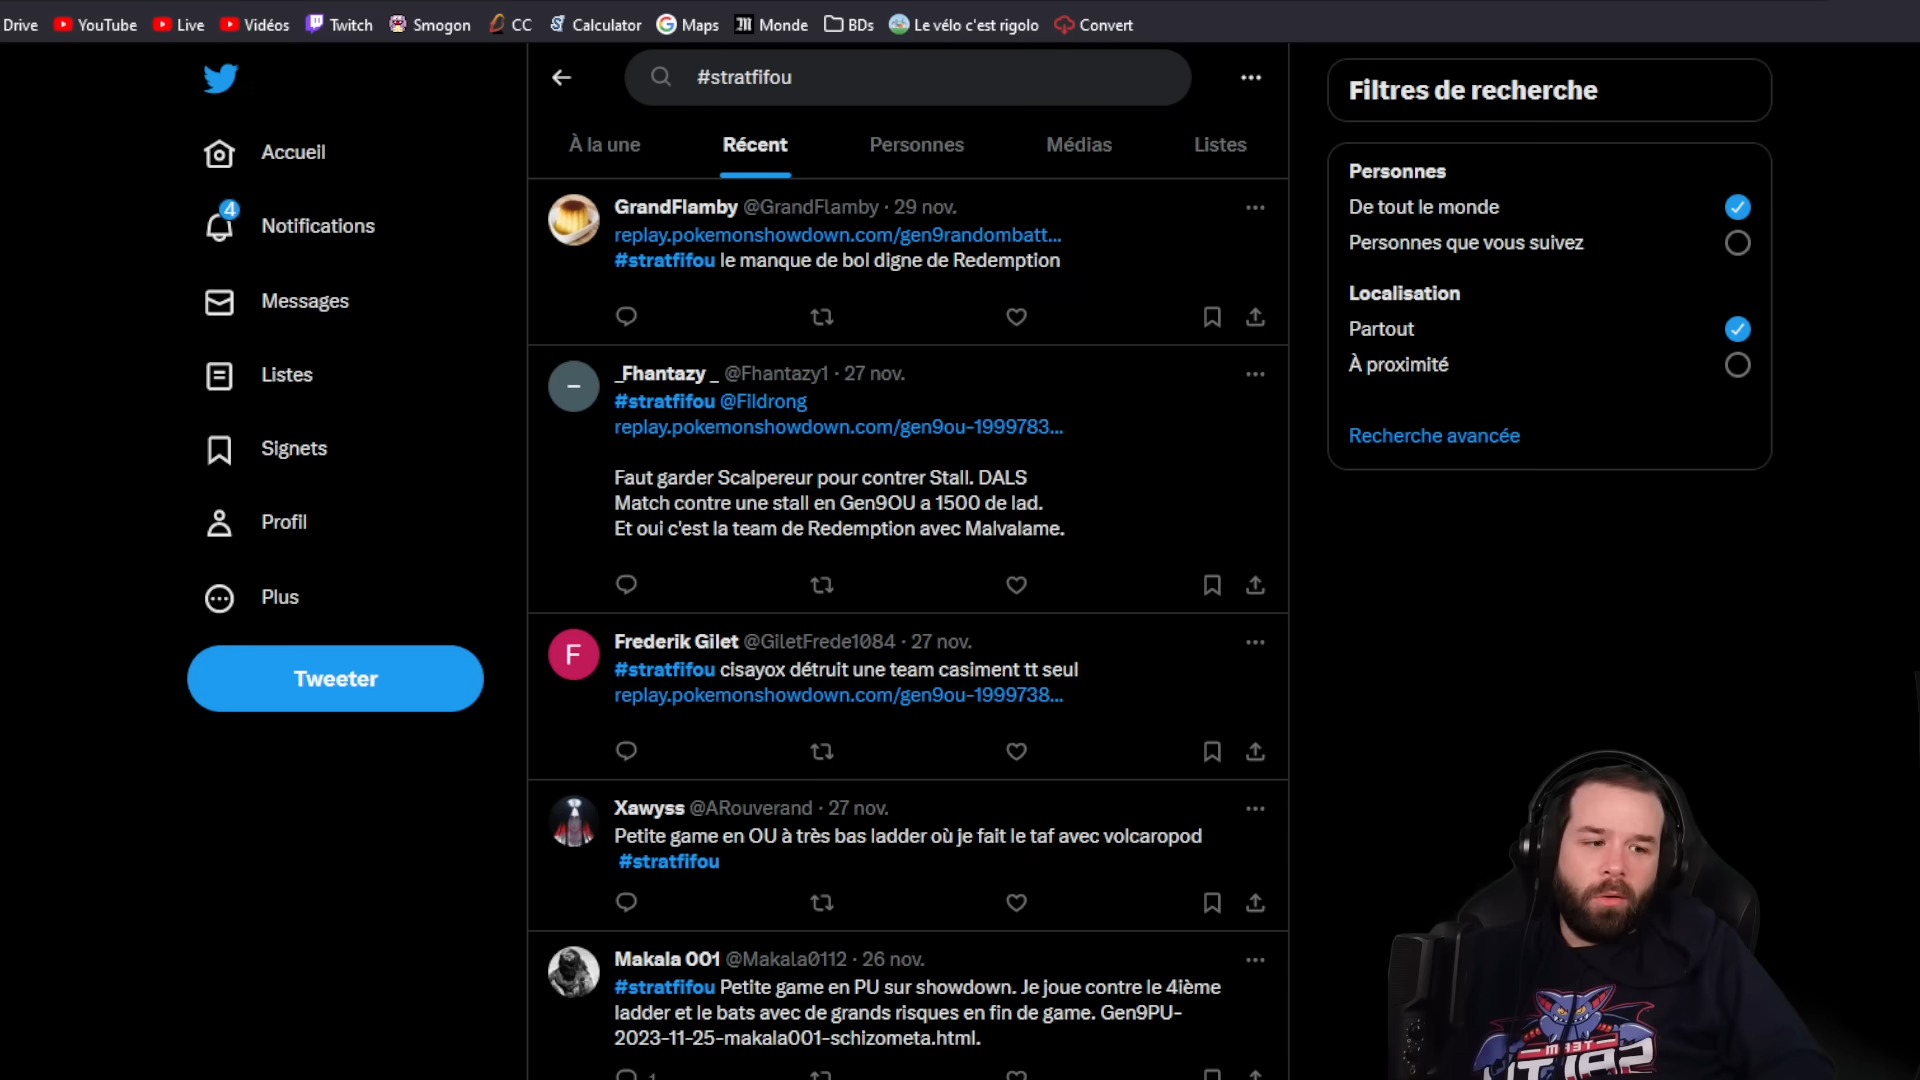 Drive YouTube Live Vidéos Twitch Smogon CC Calculator Maps Monde BDs Le vélo c'est rigolo Convert
#stratfifou
Filtres de recherche
À la une Récent Personnes Médias Listes
Accueil
4
Notifications
Messages
Listes
Signets
Profil
Plus
Tweeter
GrandFlamby @GrandFlamby · 29 nov.
replay.pokemonshowdown.com/gen9randombatt...
#stratfifou le manque de bol digne de Redemption
_Fhantazy _ @Fhantazy1 · 27 nov.
#stratfifou @Fildrong
replay.pokemonshowdown.com/gen9ou-1999783...
Faut garder Scalpereur pour contrer Stall. DALS
Match contre une stall en Gen9OU a 1500 de lad.
Et oui c'est la team de Redemption avec Malvalame.
F
Frederik Gilet @GiletFrede1084 · 27 nov.
#stratfifou cisayox détruit une team casiment tt seul
replay.pokemonshowdown.com/gen9ou-1999738...
Xawyss @ARouverand · 27 nov.
Petite game en OU à très bas ladder où je fait le taf avec volcaropod
#stratfifou
Makala 001 @Makala0112 · 26 nov.
#stratfifou Petite game en PU sur showdown. Je joue contre le 4ième
ladder et le bats avec de grands risques en fin de game. Gen9PU-
2023-11-25-makala001-schizometa.html.
1
Personnes
De tout le monde
Personnes que vous suivez
Localisation
Partout
À proximité
Recherche avancée